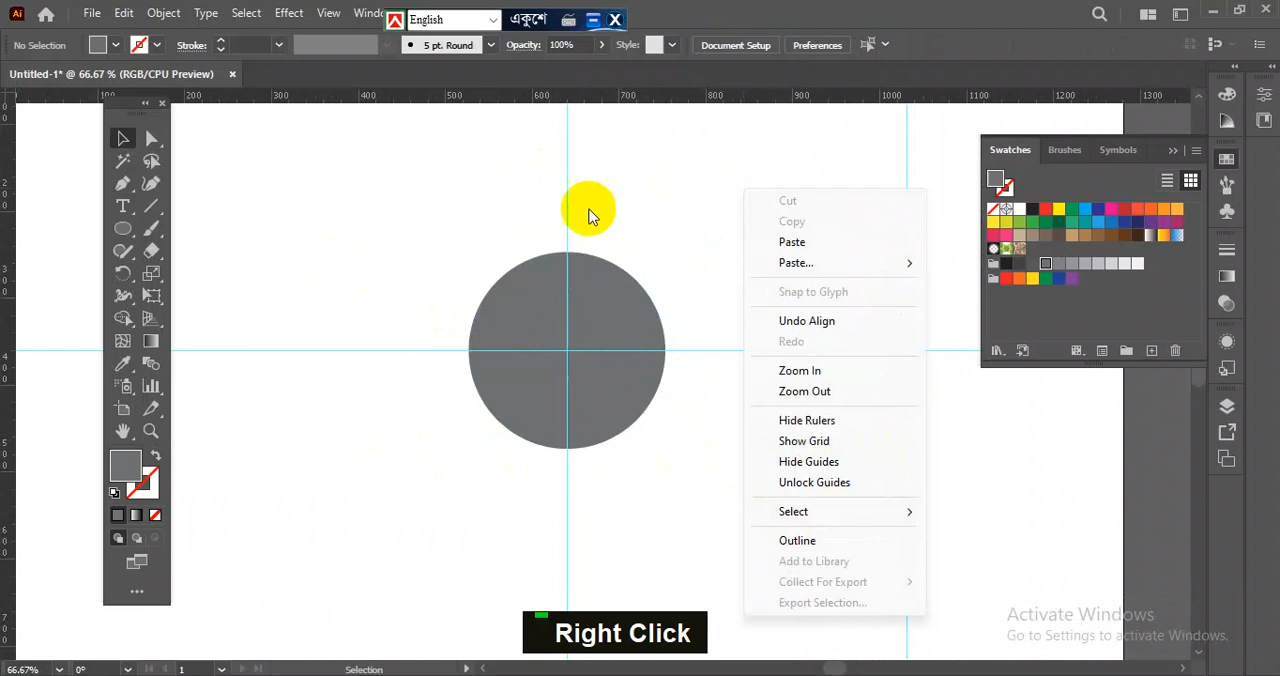 Ai File Edit Object Type Select Effect View Windo
English একুশে X
No Selection Stroke: 5 pt. Round Opacity: 100% Style: Document Setup Preferences
Untitled-1* @ 66.67 % (RGB/CPU Preview) ×
200 300 400 500 600 700 800 900 1000 1100 1200 1300
Swatches Brushes Symbols
Cut
Copy
Paste
Paste...
Snap to Glyph
Undo Align
Redo
Zoom In
Zoom Out
Hide Rulers
Show Grid
Hide Guides
Unlock Guides
Select
Outline
Add to Library
Collect For Export
Export Selection...
Right Click
Activate Windows
Go to Settings to activate Windows.
66.67% 0° 1 Selection